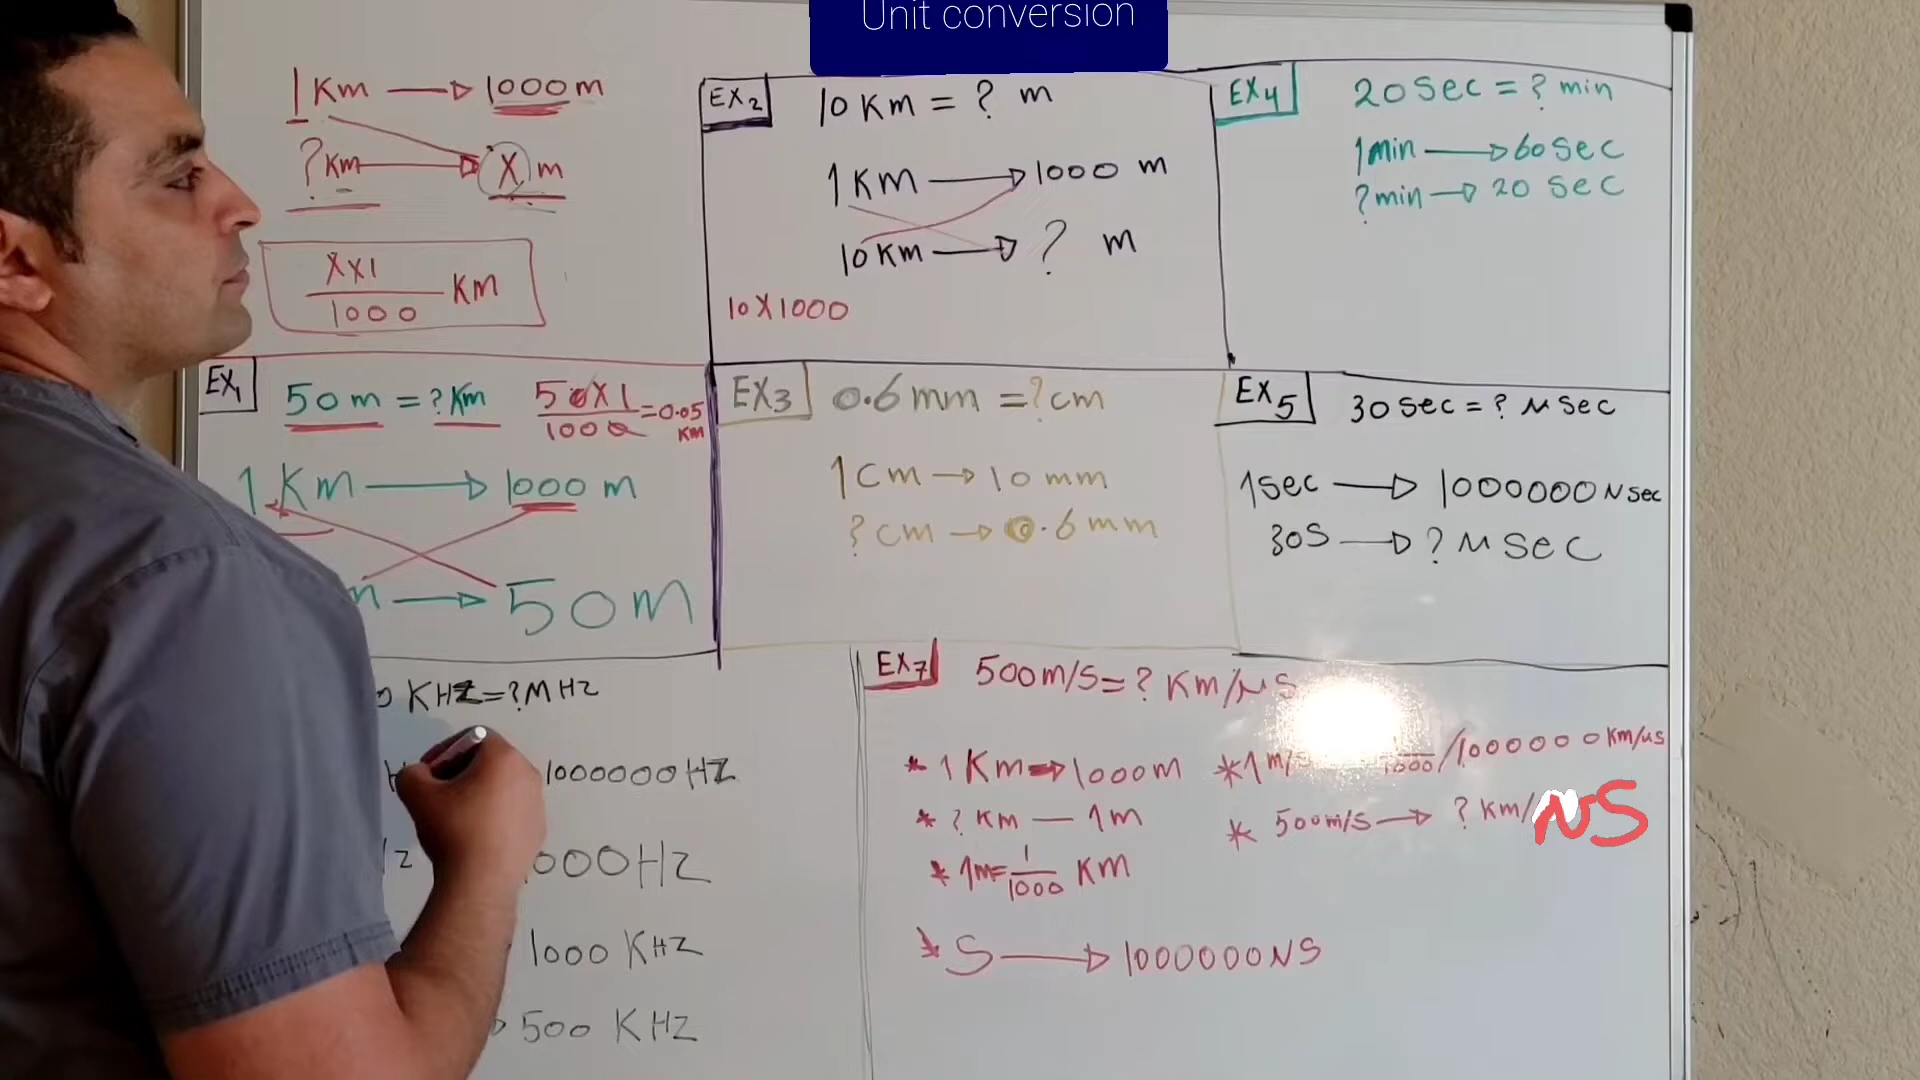 Unit conversion
1 Km → 1000 m
? Km → X m
X x 1 / 1000 Km
EX2 10 Km = ? m
1 Km → 1000 m
10 Km → ? m
10 X 1000
EX4 20 Sec = ? min
1 min → 60 Sec
? min → 20 Sec
EX1 50 m = ? Km 50 X 1 / 1000 = 0.05 Km
1 Km → 1000 m
m → 50 m
EX3 0.6 mm = ? cm
1 cm → 10 mm
? cm → 0.6 mm
EX5 30 Sec = ? μ Sec
1 sec → 1000000 μ sec
30 S → ? μ Sec
0 KHZ = ? MHZ
1000000 HZ
000 HZ
1000 KHZ
500 KHZ
EX7 500 m/s = ? Km/μs
* 1 Km → 1000 m
* ? Km — 1 m
* 1 m = 1/1000 Km
* S → 1000000 μS
* 1 m/s 1/1000 / 1000000 Km/μs
* 500 m/s → ? Km/μS